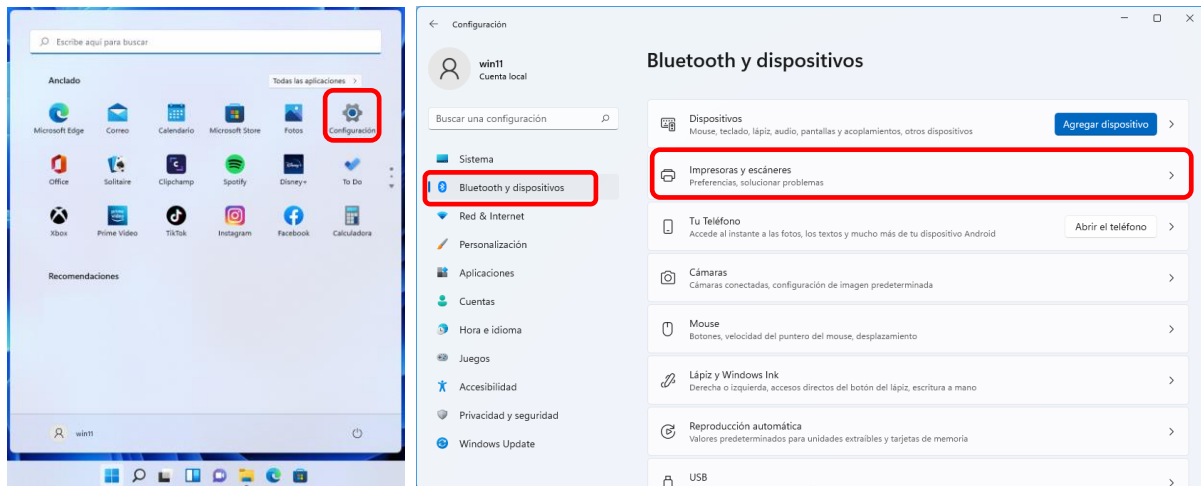 Escribe aquí para buscar
Anclado
Todas las aplicaciones >
Microsoft Edge
Correo
Calendario
Microsoft Store
Fotos
Configuración
Office
Solitaire
Clipchamp
Spotify
Disney+
To Do
Xbox
Prime Video
TikTok
Instagram
Facebook
Calculadora
Recomendaciones
win11
Configuración
win11
Cuenta local
Buscar una configuración
Sistema
Bluetooth y dispositivos
Red & Internet
Personalización
Aplicaciones
Cuentas
Hora e idioma
Juegos
Accesibilidad
Privacidad y seguridad
Windows Update
Bluetooth y dispositivos
Dispositivos
Mouse, teclado, lápiz, audio, pantallas y acoplamientos, otros dispositivos
Agregar dispositivo
Impresoras y escáneres
Preferencias, solucionar problemas
Tu Teléfono
Accede al instante a las fotos, los textos y mucho más de tu dispositivo Android
Abrir el teléfono
Cámaras
Cámaras conectadas, configuración de imagen predeterminada
Mouse
Botones, velocidad del puntero del mouse, desplazamiento
Lápiz y Windows Ink
Derecha o izquierda, accesos directos del botón del lápiz, escritura a mano
Reproducción automática
Valores predeterminados para unidades extraíbles y tarjetas de memoria
USB